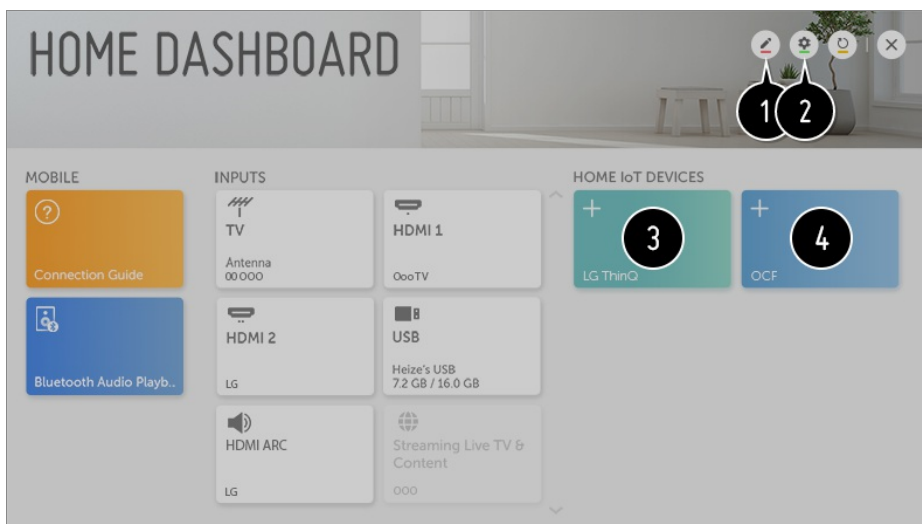 HOME DASHBOARD
1 2
MOBILE
Connection Guide
Bluetooth Audio Playb..
INPUTS
TV
Antenna
00 000
HDMI 1
OooTV
HDMI 2
LG
USB
Heize's USB
7.2 GB / 16.0 GB
HDMI ARC
LG
Streaming Live TV &
Content
000
HOME IoT DEVICES
3
LG ThinQ
4
OCF